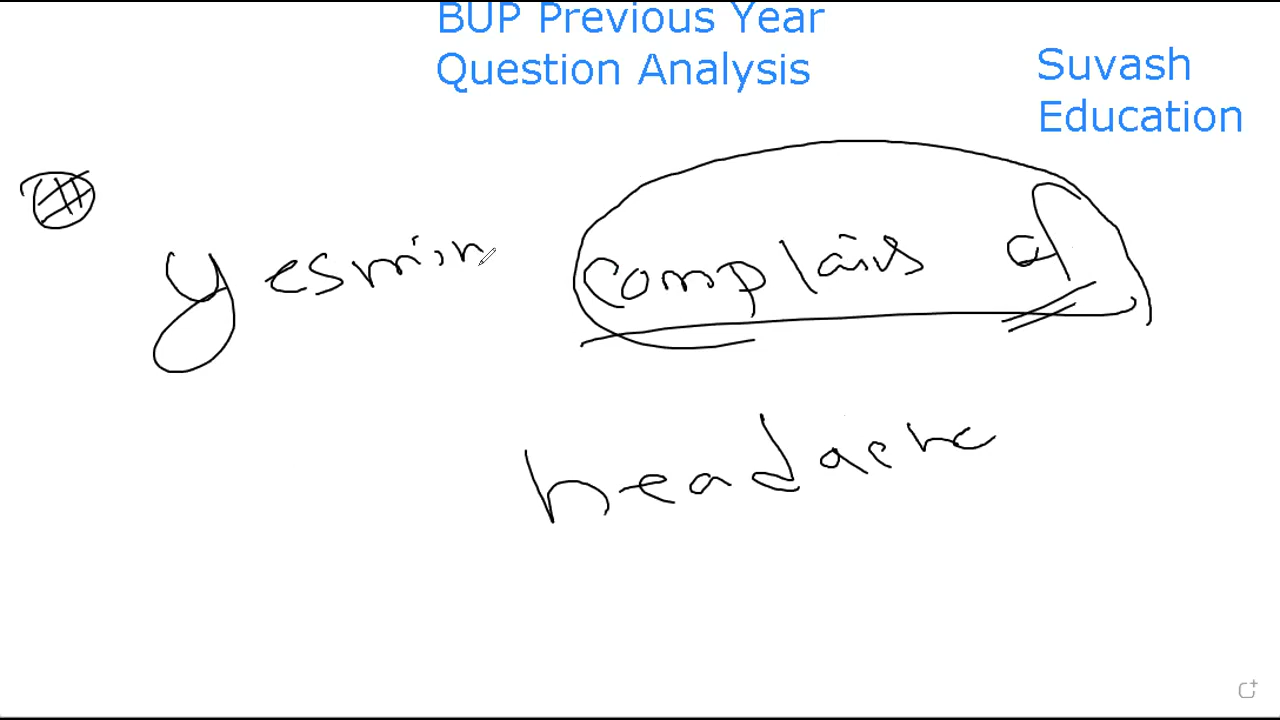 BUP Previous Year
Question Analysis
Suvash
Education
yesmin complains of
headache